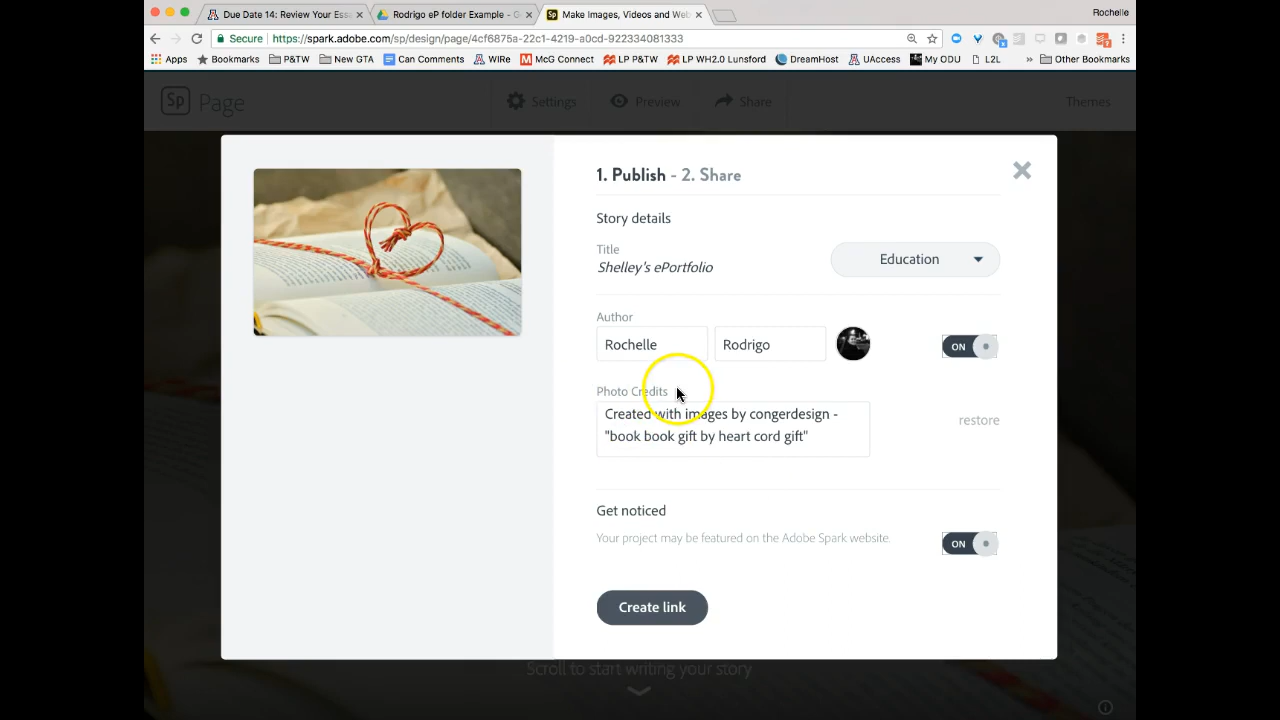 Due Date 14: Review Your Ess
Rodrigo eP folder Example - G
Make Images, Videos and Web
Rochelle
Secure https://spark.adobe.com/sp/design/page/4cf6875a-22c1-4219-a0cd-922334081333
Apps Bookmarks P&TW New GTA Can Comments WIRe McG Connect LP P&TW LP WH2.0 Lunsford DreamHost UAccess My ODU L2L » Other Bookmarks
Sp Page Settings Preview Share Themes
1. Publish - 2. Share
Story details
Title
Shelley's ePortfolio
Education
Author
Rochelle Rodrigo ON
Photo Credits
Created with images by congerdesign -
"book book gift by heart cord gift"
restore
Get noticed
Your project may be featured on the Adobe Spark website.
ON
Create link
Scroll to start writing your story